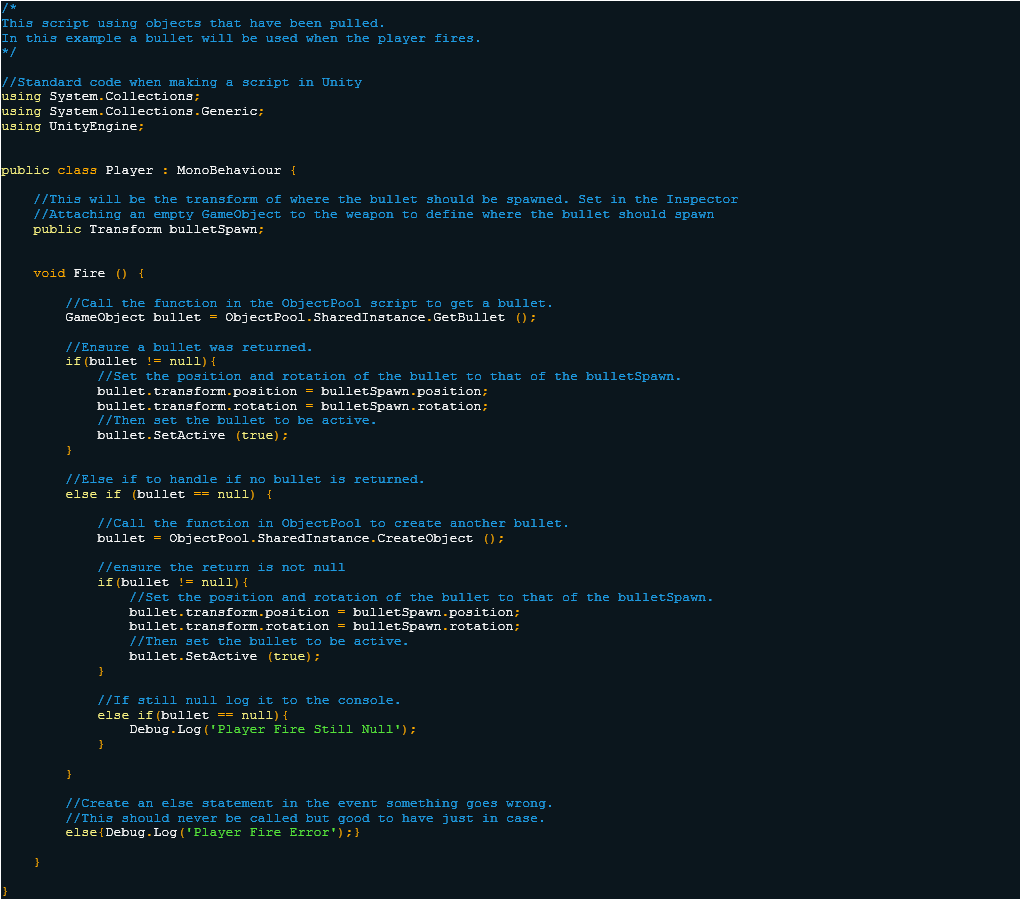 /*
This script using objects that have been pulled.
In this example a bullet will be used when the player fires.
*/
//Standard code when making a script in Unity
using System.Collections;
using System.Collections.Generic;
using UnityEngine;
public class Player : MonoBehaviour {
//This will be the transform of where the bullet should be spawned. Set in the Inspector
//Attaching an empty GameObject to the weapon to define where the bullet should spawn
public Transform bulletSpawn;
void Fire () {
//Call the function in the ObjectPool script to get a bullet.
GameObject bullet = ObjectPool.SharedInstance.GetBullet ();
//Ensure a bullet was returned.
if(bullet != null){
//Set the position and rotation of the bullet to that of the bulletSpawn.
bullet.transform.position = bulletSpawn.position;
bullet.transform.rotation = bulletSpawn.rotation;
//Then set the bullet to be active.
bullet.SetActive (true);
}
//Else if to handle if no bullet is returned.
else if (bullet == null) {
//Call the function in ObjectPool to create another bullet.
bullet = ObjectPool.SharedInstance.CreateObject ();
//ensure the return is not null
if(bullet != null){
//Set the position and rotation of the bullet to that of the bulletSpawn.
bullet.transform.position = bulletSpawn.position;
bullet.transform.rotation = bulletSpawn.rotation;
//Then set the bullet to be active.
bullet.SetActive (true);
}
//If still null log it to the console.
else if(bullet == null){
Debug.Log('Player Fire Still Null');
}
}
//Create an else statement in the event something goes wrong.
//This should never be called but good to have just in case.
else{Debug.Log('Player Fire Error');}
}
}